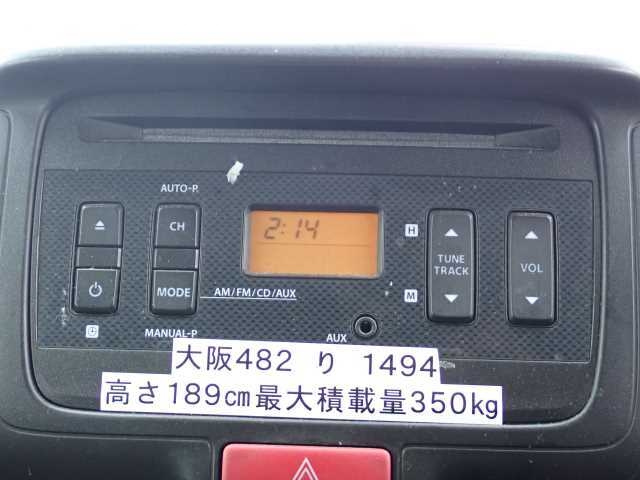 AUTO-P.
CH
2:14
H
TUNE
TRACK
VOL
MODE
AM/FM/CD/AUX
M
MANUAL-P
AUX
大阪482 り 1494
高さ189㎝最大積載量350kg